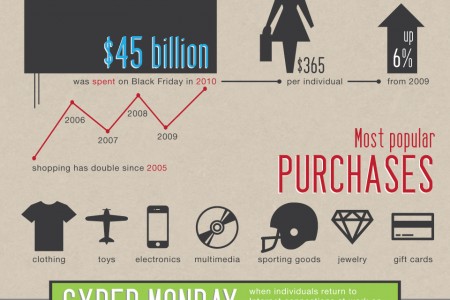 $45 billion
was spent on Black Friday in 2010
$365
per individual
up
6%
from 2009
2006
2007
2008
2009
shopping has double since 2005
Most popular
PURCHASES
clothing
toys
electronics
multimedia
sporting goods
jewelry
gift cards
CYBER MONDAY
when individuals return to